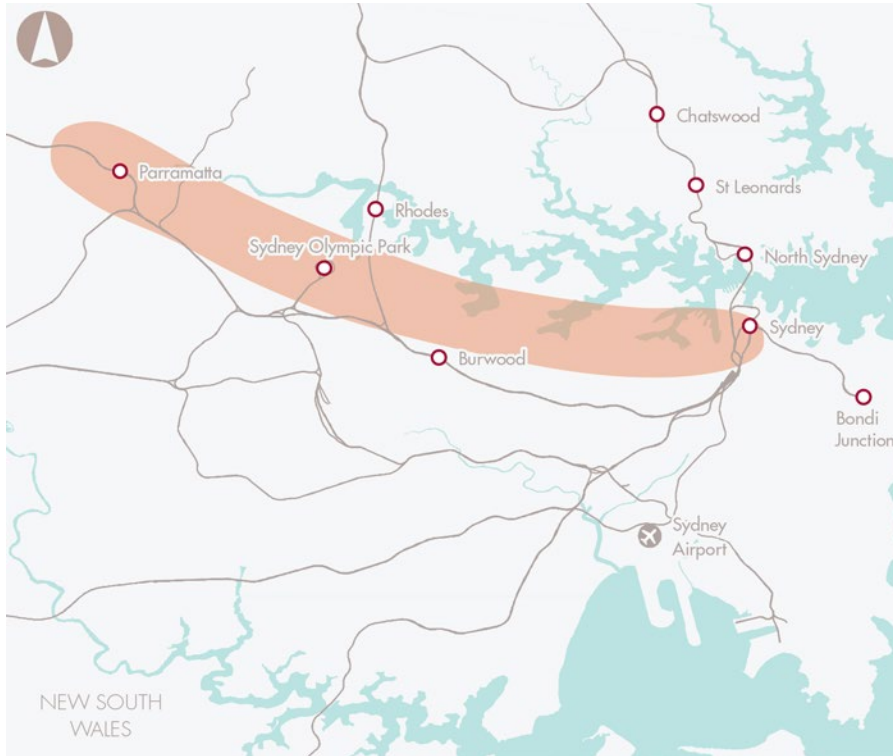 Chatswood
Parramatta
St Leonards
Rhodes
Sydney Olympic Park
North Sydney
Sydney
Burwood
Bondi
Junction
Sydney
Airport
NEW SOUTH
WALES